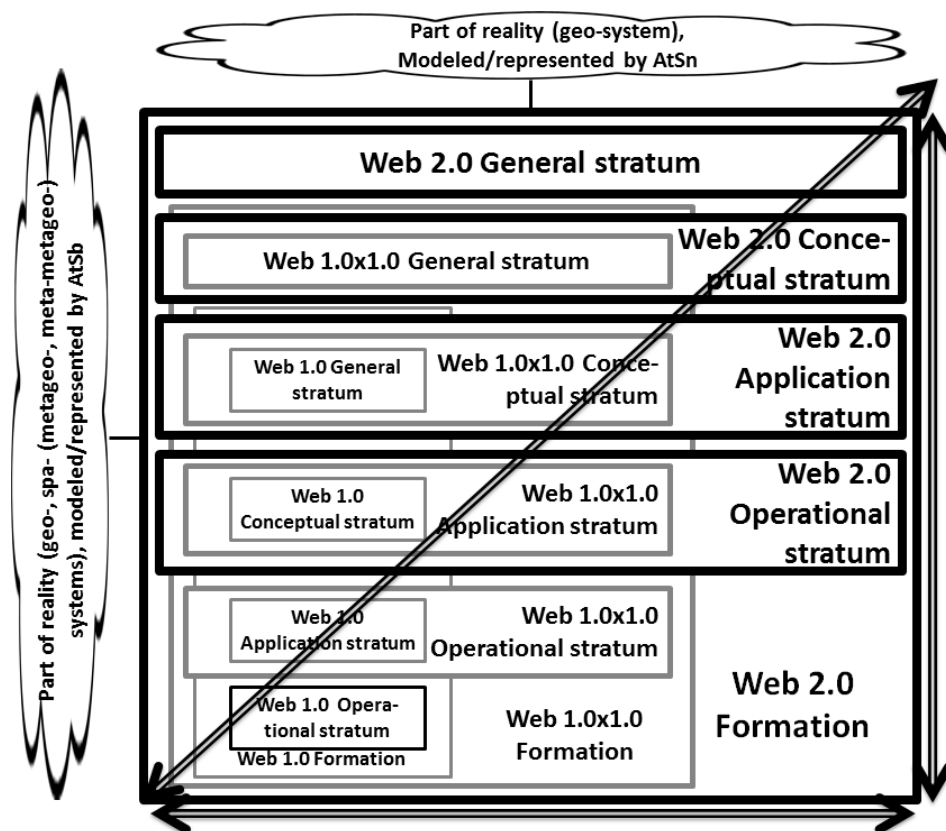 Part of reality (geo-system),
Modeled/represented by AtSn
Part of reality (geo-, spa- (metageo-, meta-metageo-)
systems), modeled/represented by AtSb
Web 2.0 General stratum
Web 2.0 Conce-
ptual stratum
Web 1.0x1.0 General stratum
Web 2.0
Application
stratum
Web 1.0x1.0 Conce-
ptual stratum
Web 1.0 General
stratum
Web 2.0
Operational
stratum
Web 1.0x1.0
Application stratum
Web 1.0
Conceptual stratum
Web 1.0x1.0
Operational stratum
Web 1.0
Application stratum
Web 1.0 Opera-
tional stratum
Web 1.0 Formation
Web 1.0x1.0
Formation
Web 2.0
Formation